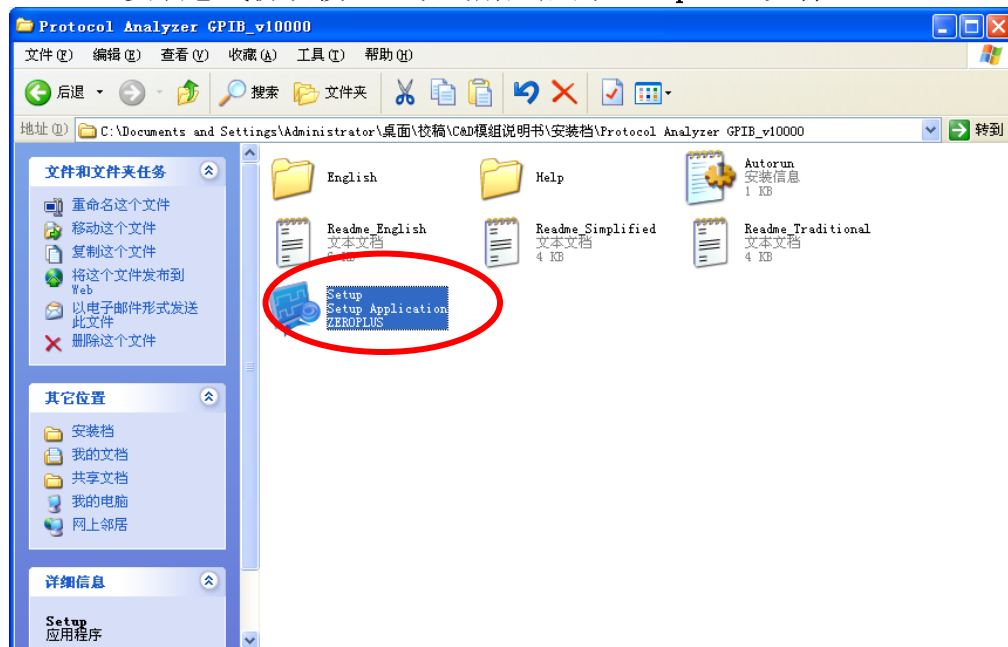 Protocol Analyzer GPIB_v10000
文件(F) 编辑(E) 查看(V) 收藏(A) 工具(T) 帮助(H)
后退 搜索 文件夹
地址(D) C:\Documents and Settings\Administrator\桌面\校稿\C&D模组说明书\安装档\Protocol Analyzer GPIB_v10000 转到
文件和文件夹任务
重命名这个文件
移动这个文件
复制这个文件
将这个文件发布到
Web
以电子邮件形式发送
此文件
删除这个文件
其它位置
安装档
我的文档
共享文档
我的电脑
网上邻居
详细信息
Setup
应用程序
English
Help
Autorun
安装信息
1 KB
Readme_English
文本文档
Readme_Simplified
文本文档
4 KB
Readme_Traditional
文本文档
4 KB
Setup
Setup Application
ZEROPLUS